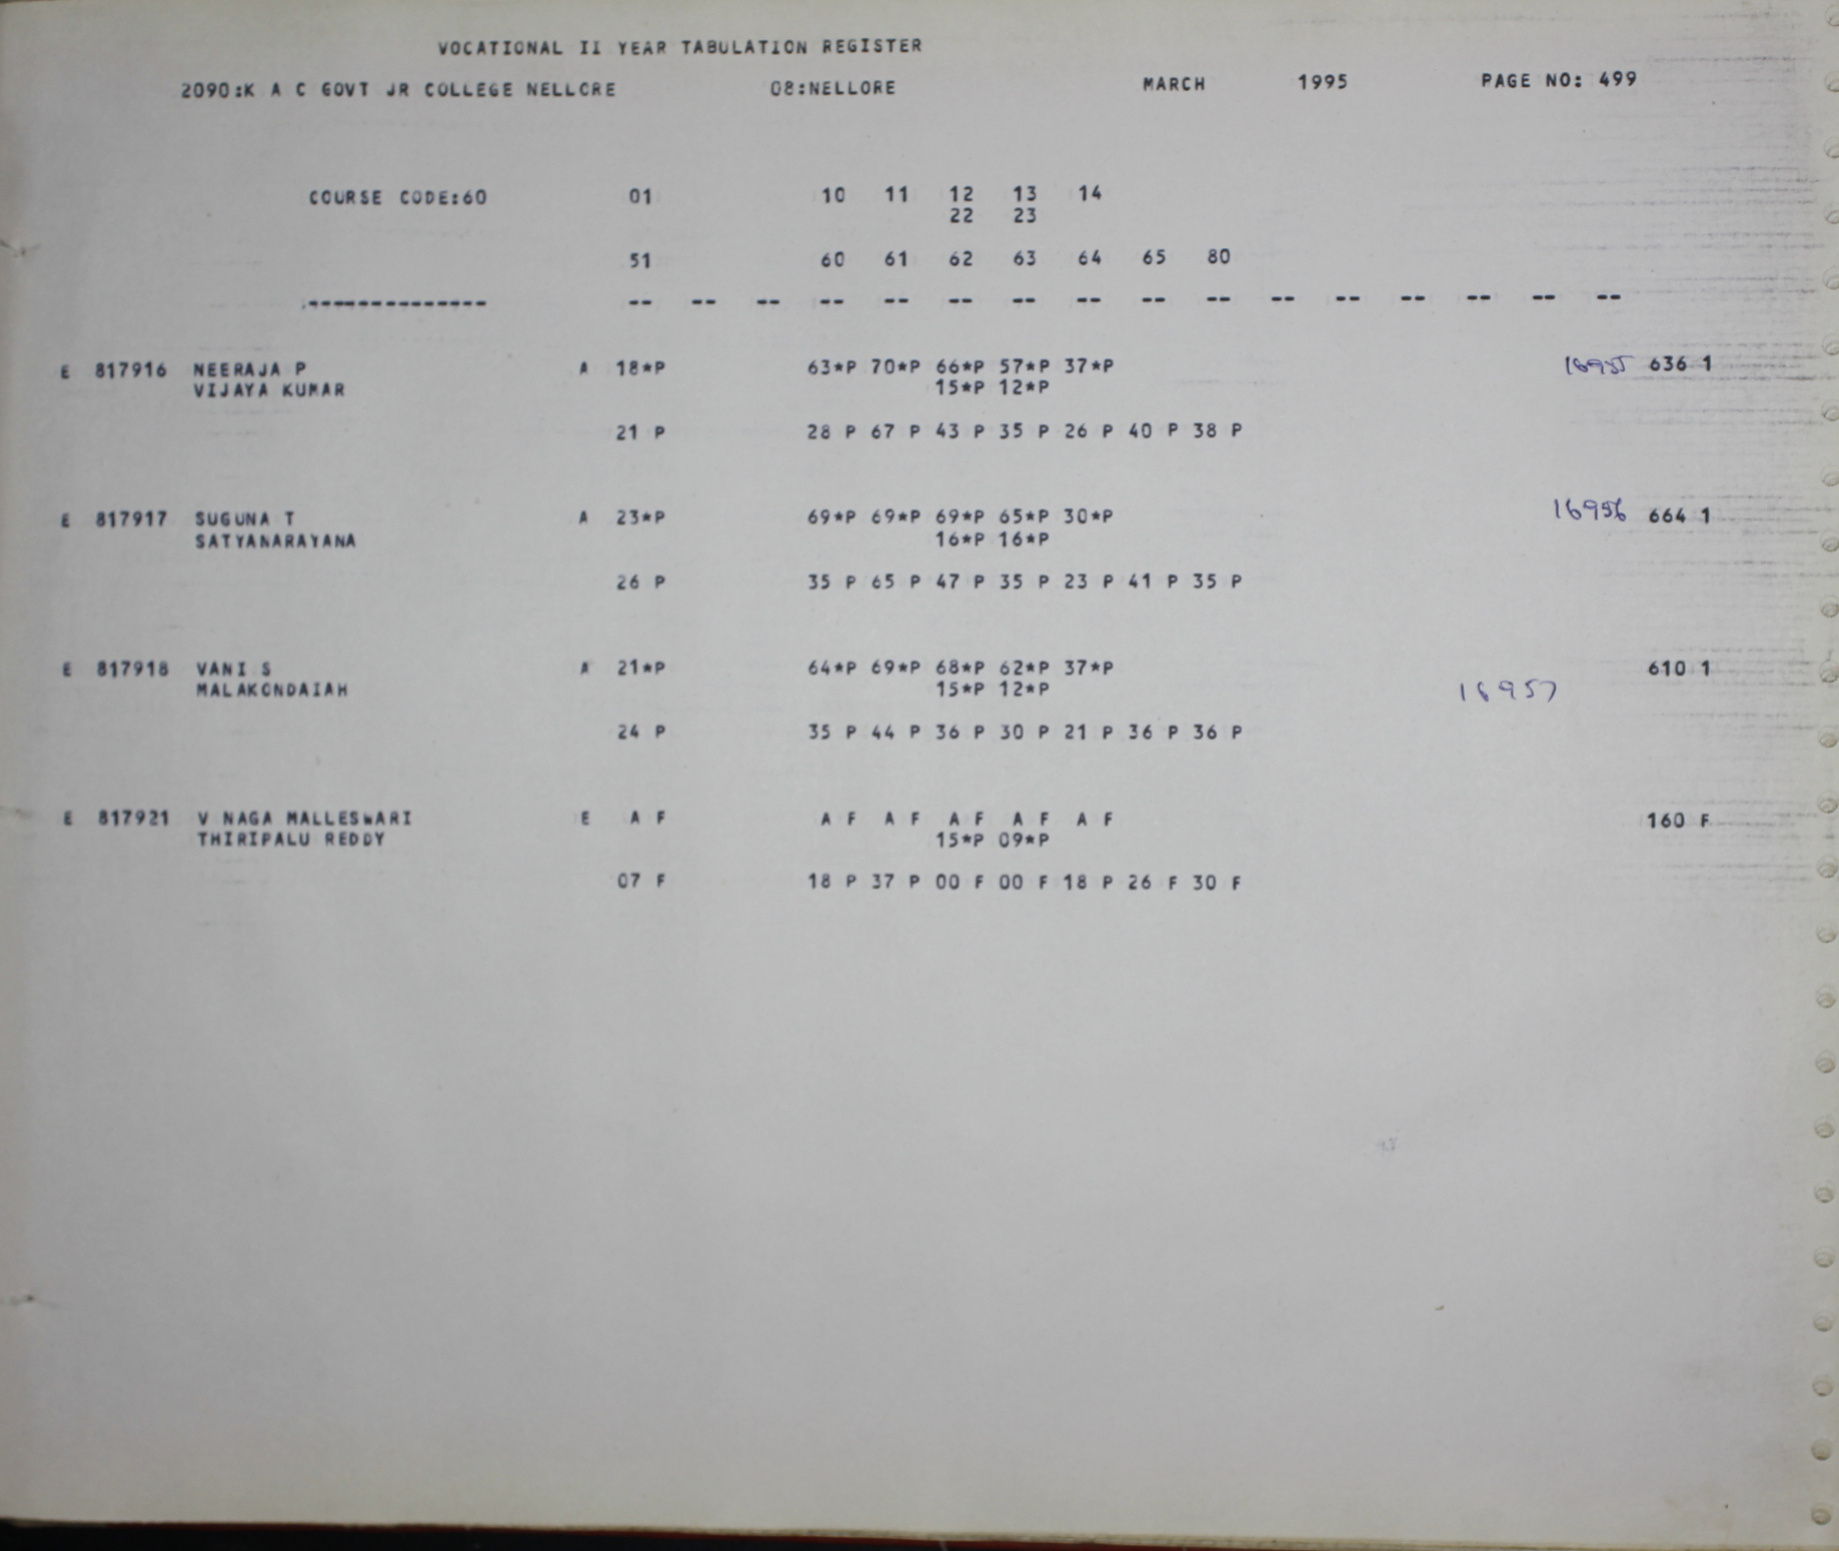 VOCATIONAL II YEAR TABULATION REGISTER
2090:K A C GOVT JR COLLEGE NELLORE 08:NELLORE MARCH 1995 PAGE NO: 499
COURSE CODE:60 01 10 11 12 13 14
22 23
51 60 61 62 63 64 65 80
-------------- -- -- -- -- -- -- -- -- -- -- -- -- -- -- -- --
E 817916 NEERAJA P A 18*P 63*P 70*P 66*P 57*P 37*P 16955 636 1
VIJAYA KUMAR 15*P 12*P
21 P 28 P 67 P 43 P 35 P 26 P 40 P 38 P
E 817917 SUGUNA T A 23*P 69*P 69*P 69*P 65*P 30*P 16956 664 1
SATYANARAYANA 16*P 16*P
26 P 35 P 65 P 47 P 35 P 23 P 41 P 35 P
E 817918 VANI S A 21*P 64*P 69*P 68*P 62*P 37*P 610 1
MALAKONDAIAH 15*P 12*P 16957
24 P 35 P 44 P 36 P 30 P 21 P 36 P 36 P
E 817921 V NAGA MALLESWARI E A F A F A F A F A F A F 160 F
THIRIPALU REDDY 15*P 09*P
07 F 18 P 37 P 00 F 00 F 18 P 26 F 30 F